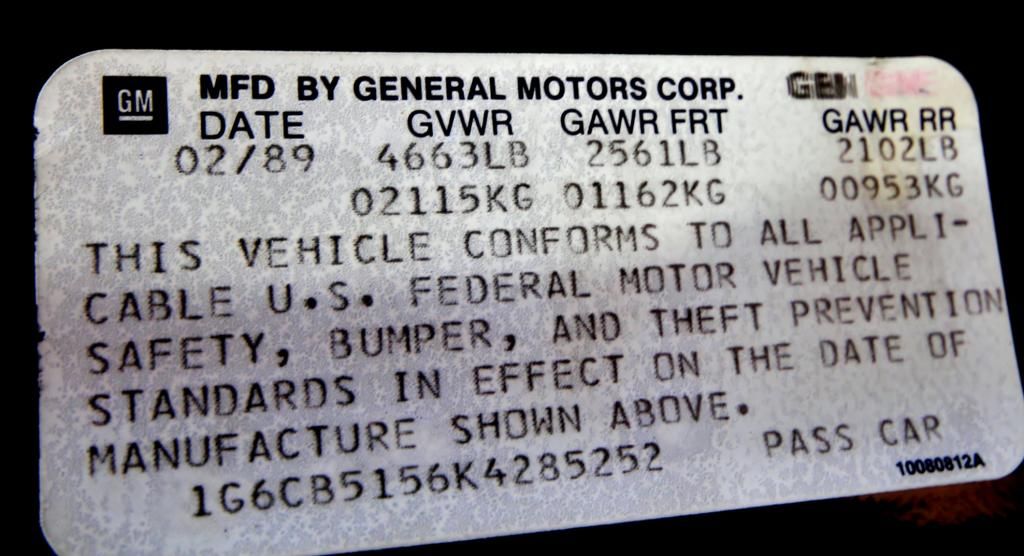 GM MFD BY GENERAL MOTORS CORP. GEN
DATE GVWR GAWR FRT GAWR RR
02/89 4663LB 2561LB 2102LB
02115KG 01162KG 00953KG
THIS VEHICLE CONFORMS TO ALL APPLI-
CABLE U.S. FEDERAL MOTOR VEHICLE
SAFETY, BUMPER, AND THEFT PREVENTION
STANDARDS IN EFFECT ON THE DATE OF
MANUFACTURE SHOWN ABOVE.
1G6CB5156K4285252 PASS CAR
10080812A